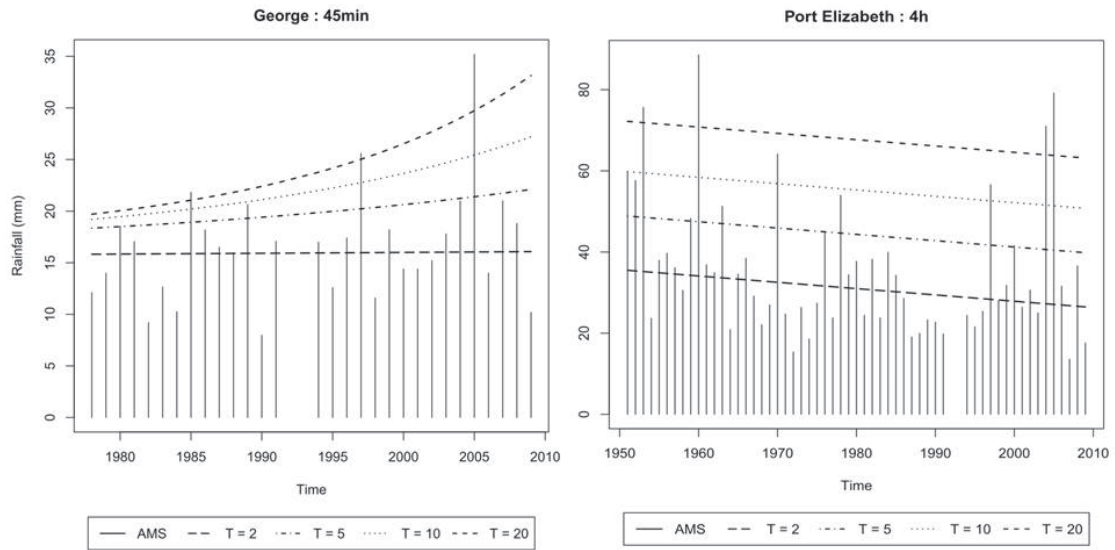 George : 45min
Rainfall (mm)
35
30
25
20
15
10
5
0
1980 1985 1990 1995 2000 2005 2010
Time
AMS T = 2 T = 5 T = 10 T = 20
Port Elizabeth : 4h
80
60
40
20
0
1950 1960 1970 1980 1990 2000 2010
Time
AMS T = 2 T = 5 T = 10 T = 20